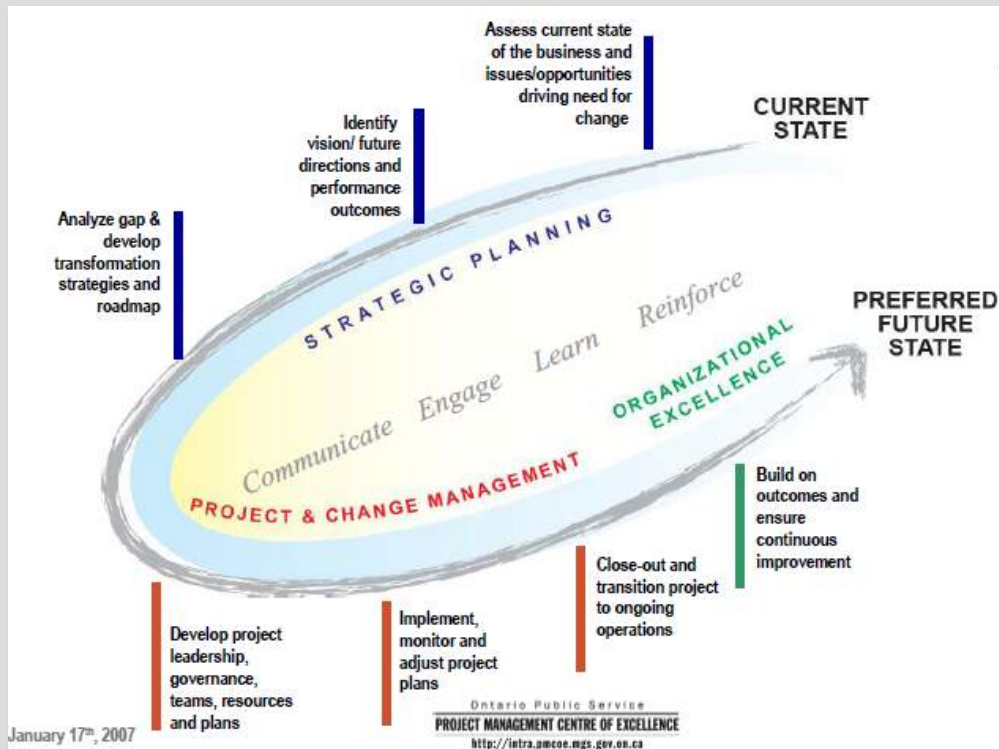 Assess current state
of the business and
issues/opportunities
driving need for
change
CURRENT
STATE
Identify
vision/ future
directions and
performance
outcomes
Analyze gap &
develop
transformation
strategies and
roadmap
STRATEGIC PLANNING
Communicate Engage Learn Reinforce
PREFERRED
FUTURE
STATE
ORGANIZATIONAL
EXCELLENCE
PROJECT & CHANGE MANAGEMENT
Build on
outcomes and
ensure
continuous
improvement
Close-out and
transition project
to ongoing
operations
Implement,
monitor and
adjust project
plans
Develop project
leadership,
governance,
teams, resources
and plans
Ontario Public Service
PROJECT MANAGEMENT CENTRE OF EXCELLENCE
http://intra.pmcoe.mgs.gov.on.ca
January 17th, 2007